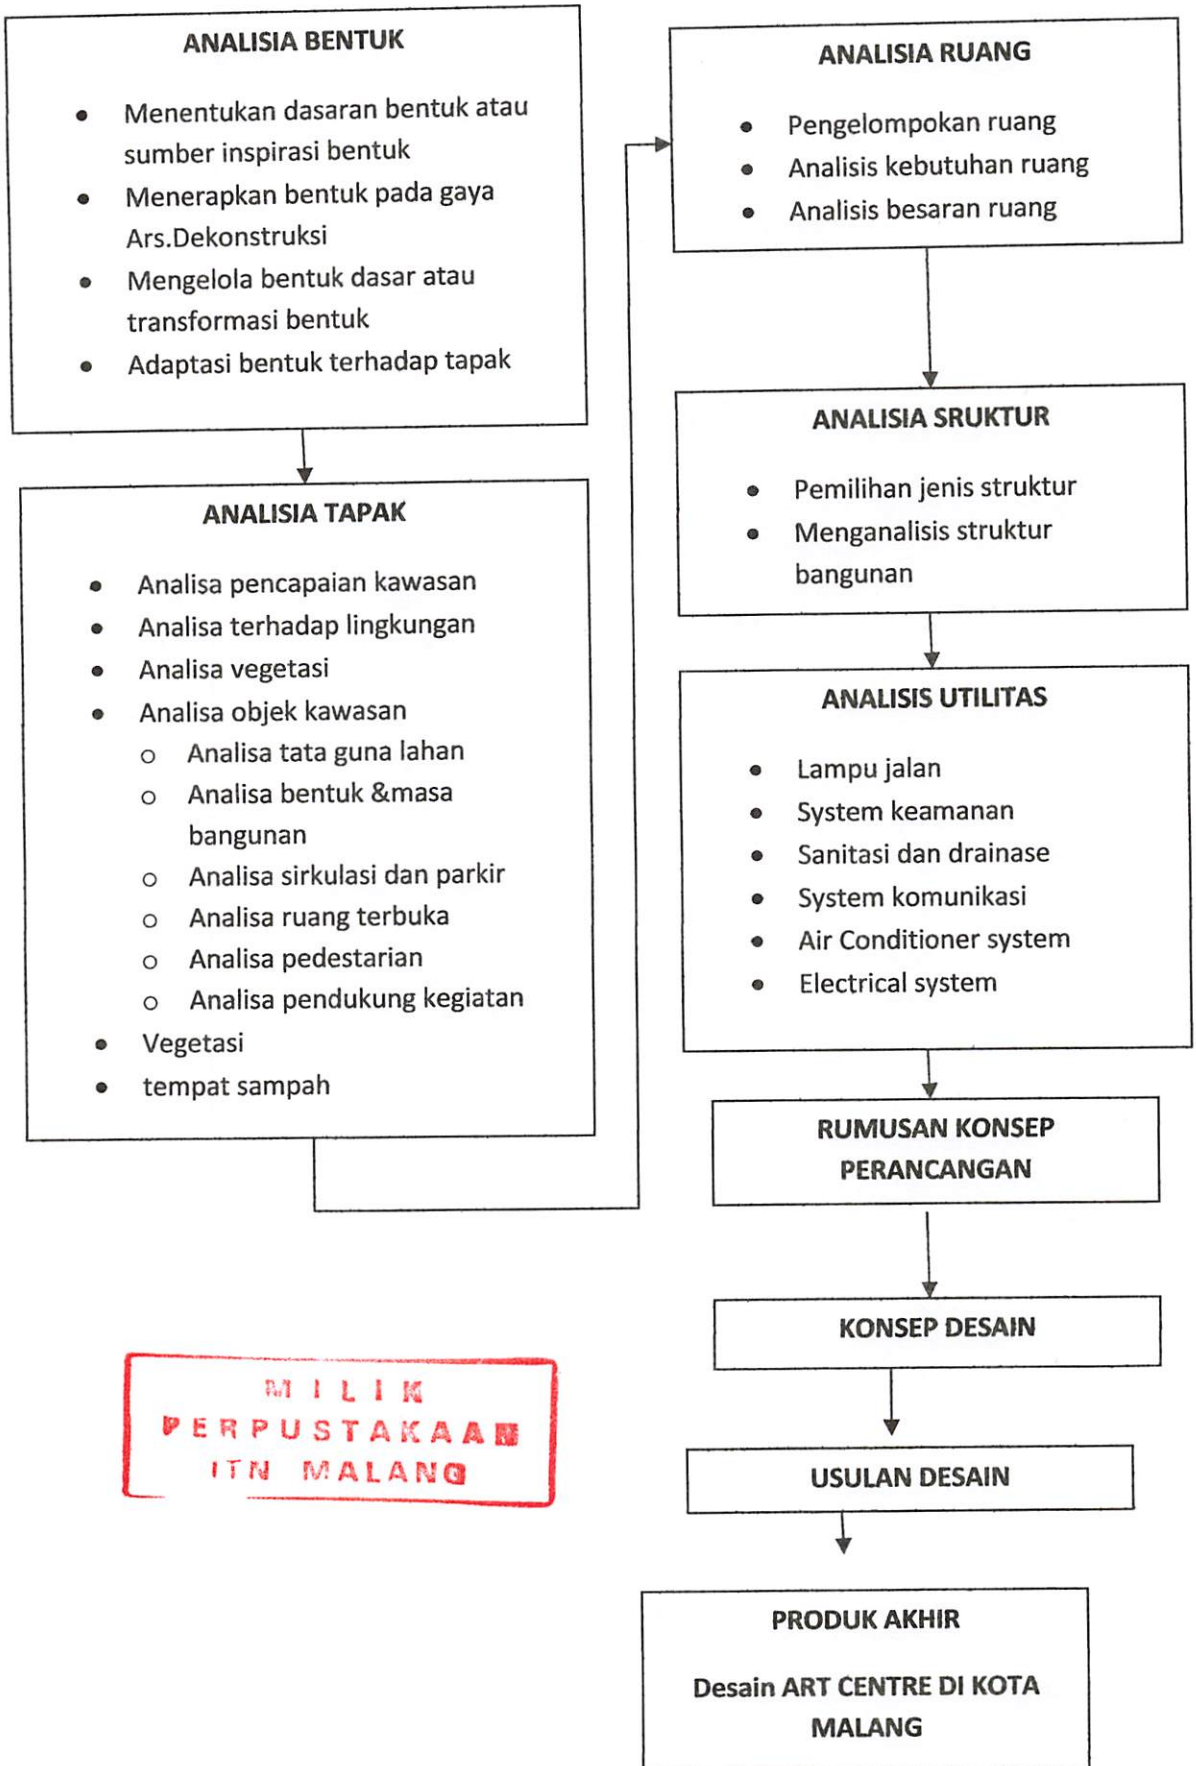 ANALISIA BENTUK
• Menentukan dasaran bentuk atau
sumber inspirasi bentuk
• Menerapkan bentuk pada gaya
Ars.Dekonstruksi
• Mengelola bentuk dasar atau
transformasi bentuk
• Adaptasi bentuk terhadap tapak
ANALISIA TAPAK
• Analisa pencapaian kawasan
• Analisa terhadap lingkungan
• Analisa vegetasi
• Analisa objek kawasan
o Analisa tata guna lahan
o Analisa bentuk &masa
bangunan
o Analisa sirkulasi dan parkir
o Analisa ruang terbuka
o Analisa pedestarian
o Analisa pendukung kegiatan
• Vegetasi
• tempat sampah
ANALISIA RUANG
• Pengelompokan ruang
• Analisis kebutuhan ruang
• Analisis besaran ruang
ANALISIA SRUKTUR
• Pemilihan jenis struktur
• Menganalisis struktur
bangunan
ANALISIS UTILITAS
• Lampu jalan
• System keamanan
• Sanitasi dan drainase
• System komunikasi
• Air Conditioner system
• Electrical system
RUMUSAN KONSEP
PERANCANGAN
KONSEP DESAIN
USULAN DESAIN
PRODUK AKHIR
Desain ART CENTRE DI KOTA
MALANG
MILIK
PERPUSTAKAAN
ITN MALANG